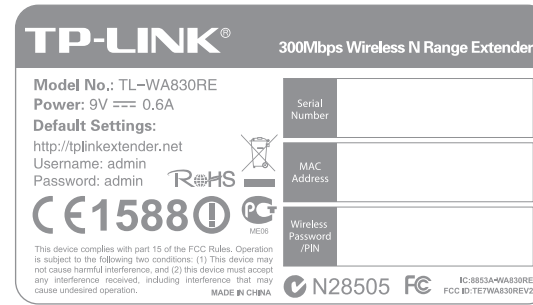 TP-LINK®
300Mbps Wireless N Range Extender
Model No.: TL-WA830RE
Power: 9V 0.6A
Default Settings:
http://tplinkextender.net
Username: admin
Password: admin
RoHS
CE1588
PCT
ME06
This device complies with part 15 of the FCC Rules. Operation
is subject to the following two conditions: (1) This device may
not cause harmful interference, and (2) this device must accept
any interference received, including interference that may
cause undesired operation.
MADE IN CHINA
Serial
Number
MAC
Address
Wireless
Password
/PIN
N28505
FC
IC:8853A-WA830RE
FCC ID:TE7WA830REV2